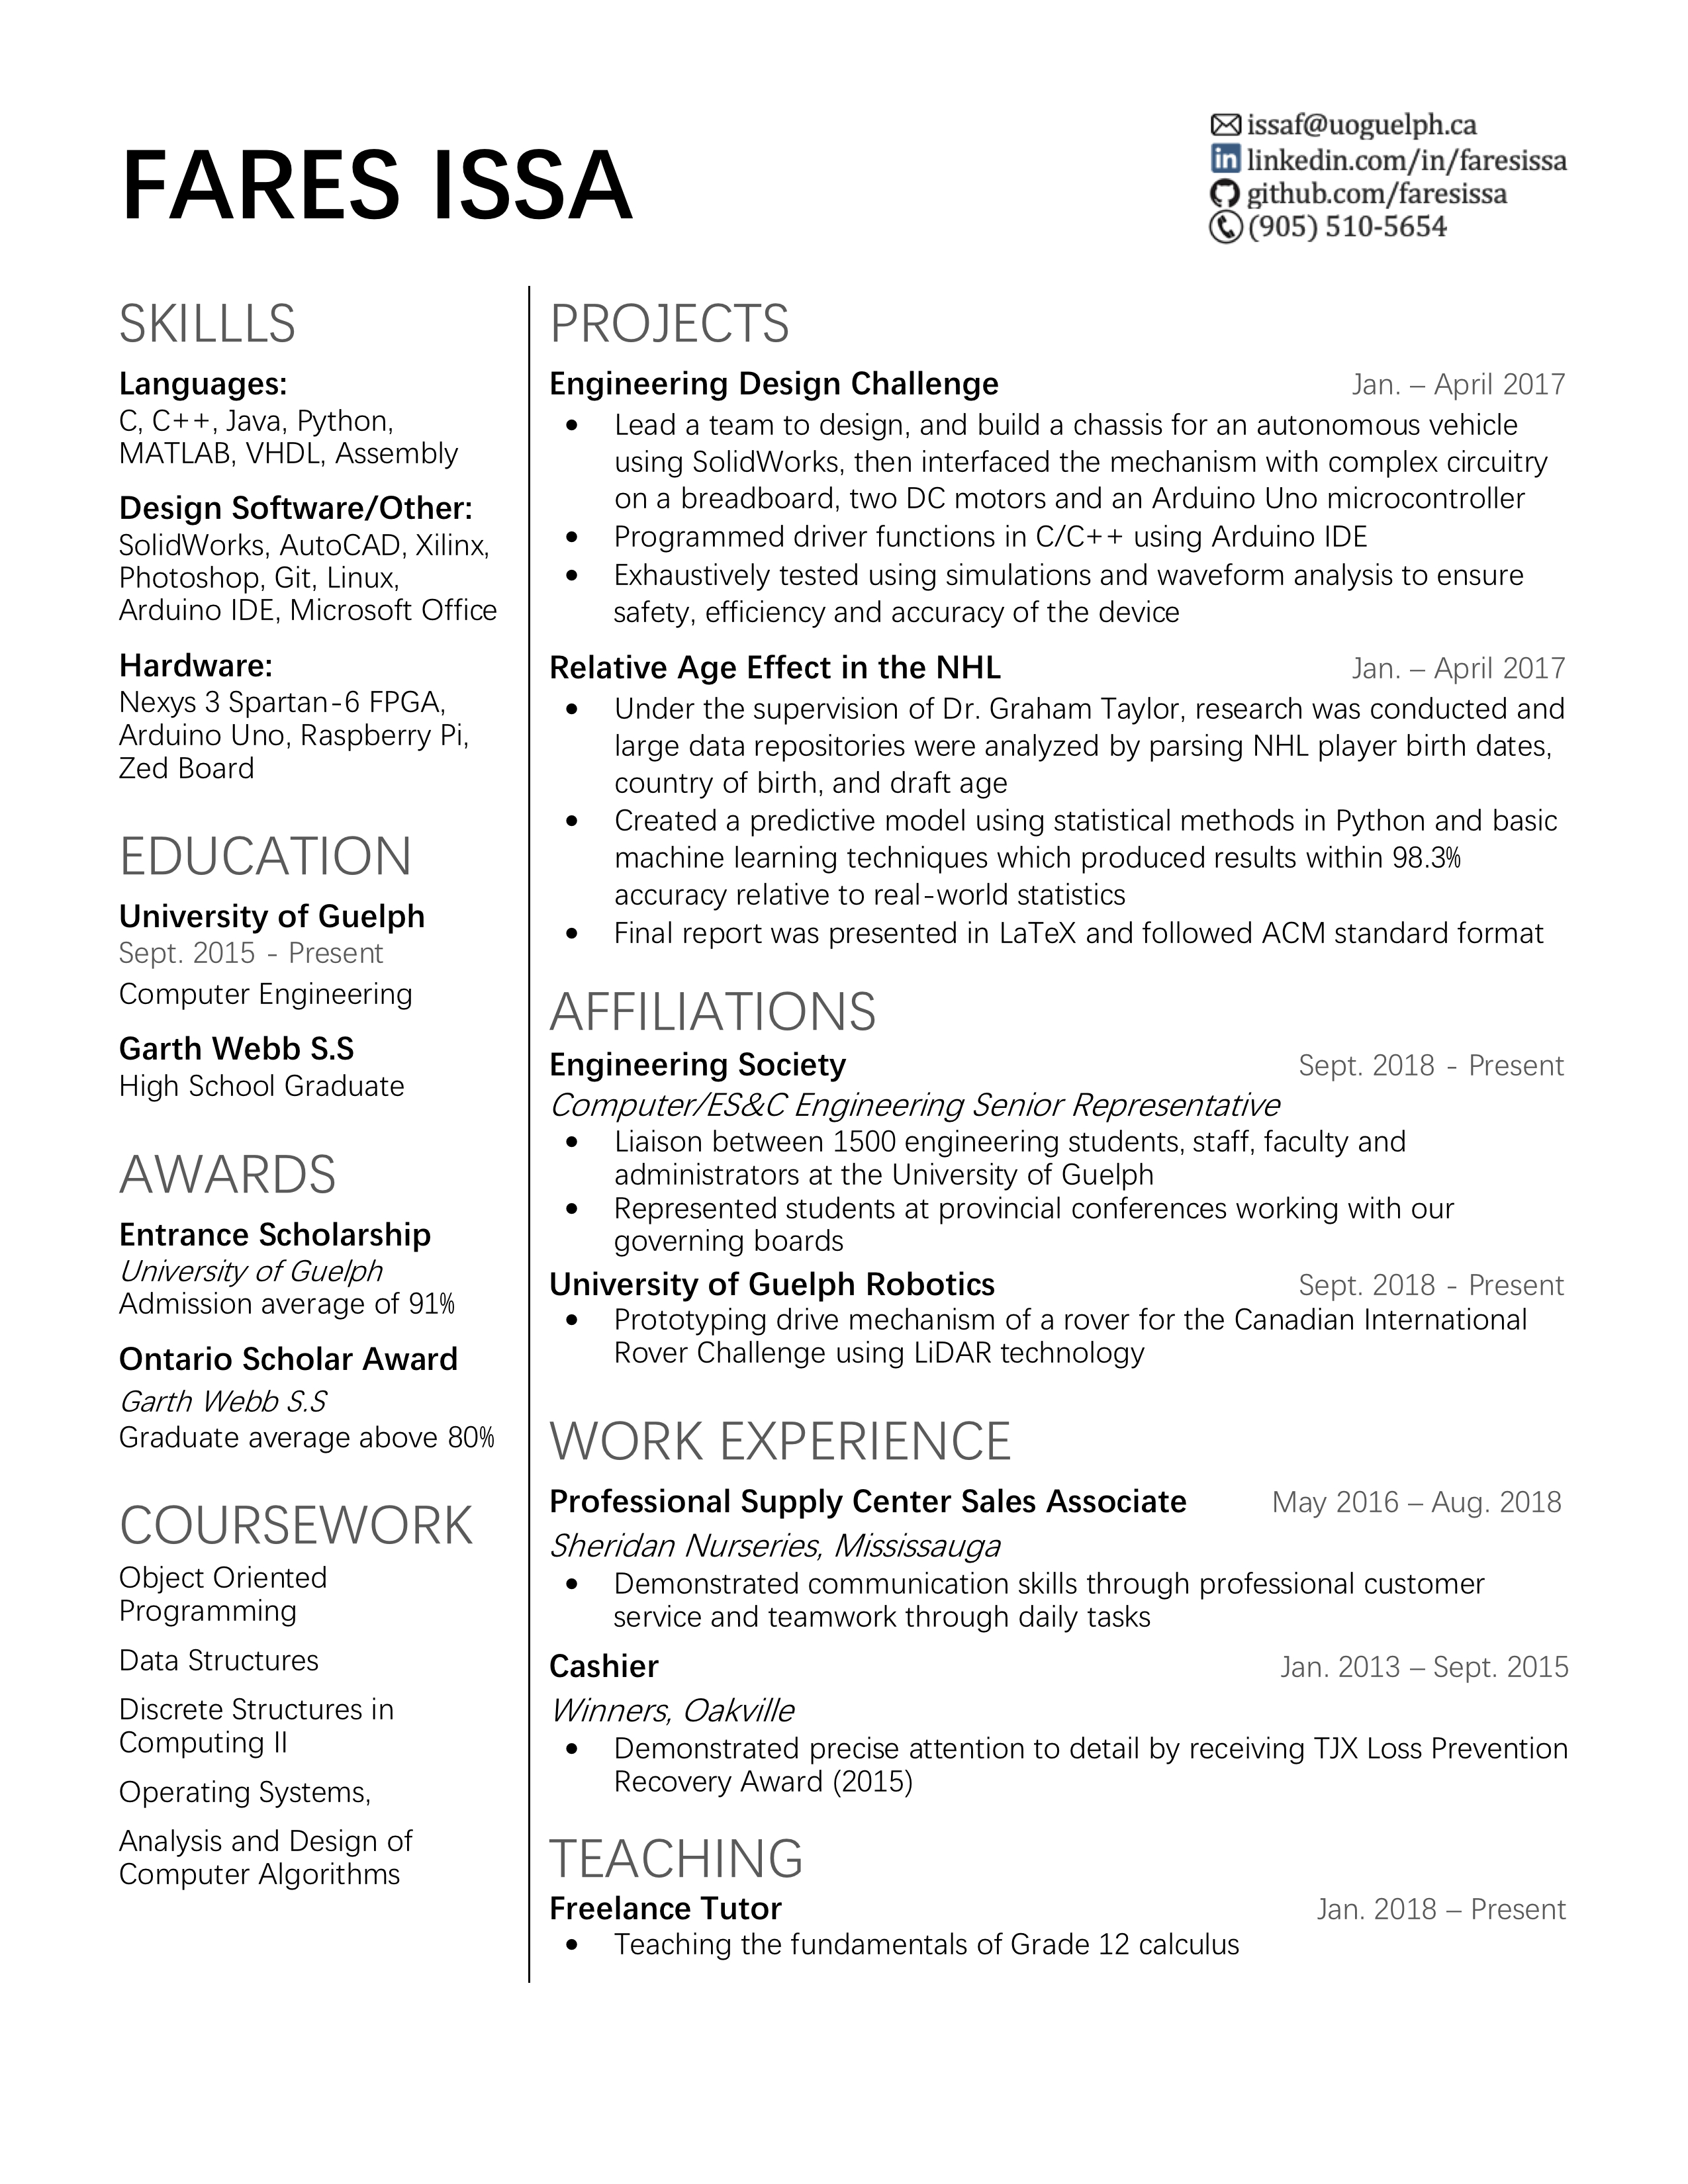 FARES ISSA
issaf@uoguelph.ca
linkedin.com/in/faresissa
github.com/faresissa
(905) 510-5654
SKILLLS
Languages:
C, C++, Java, Python,
MATLAB, VHDL, Assembly
Design Software/Other:
SolidWorks, AutoCAD, Xilinx,
Photoshop, Git, Linux,
Arduino IDE, Microsoft Office
Hardware:
Nexys 3 Spartan-6 FPGA,
Arduino Uno, Raspberry Pi,
Zed Board
EDUCATION
University of Guelph
Sept. 2015 - Present
Computer Engineering
Garth Webb S.S
High School Graduate
AWARDS
Entrance Scholarship
University of Guelph
Admission average of 91%
Ontario Scholar Award
Garth Webb S.S
Graduate average above 80%
COURSEWORK
Object Oriented
Programming
Data Structures
Discrete Structures in
Computing II
Operating Systems,
Analysis and Design of
Computer Algorithms
PROJECTS
Engineering Design Challenge Jan. – April 2017
• Lead a team to design, and build a chassis for an autonomous vehicle
using SolidWorks, then interfaced the mechanism with complex circuitry
on a breadboard, two DC motors and an Arduino Uno microcontroller
• Programmed driver functions in C/C++ using Arduino IDE
• Exhaustively tested using simulations and waveform analysis to ensure
safety, efficiency and accuracy of the device
Relative Age Effect in the NHL Jan. – April 2017
• Under the supervision of Dr. Graham Taylor, research was conducted and
large data repositories were analyzed by parsing NHL player birth dates,
country of birth, and draft age
• Created a predictive model using statistical methods in Python and basic
machine learning techniques which produced results within 98.3%
accuracy relative to real-world statistics
• Final report was presented in LaTeX and followed ACM standard format
AFFILIATIONS
Engineering Society Sept. 2018 - Present
Computer/ES&C Engineering Senior Representative
• Liaison between 1500 engineering students, staff, faculty and
administrators at the University of Guelph
• Represented students at provincial conferences working with our
governing boards
University of Guelph Robotics Sept. 2018 - Present
• Prototyping drive mechanism of a rover for the Canadian International
Rover Challenge using LiDAR technology
WORK EXPERIENCE
Professional Supply Center Sales Associate May 2016 – Aug. 2018
Sheridan Nurseries, Mississauga
• Demonstrated communication skills through professional customer
service and teamwork through daily tasks
Cashier Jan. 2013 – Sept. 2015
Winners, Oakville
• Demonstrated precise attention to detail by receiving TJX Loss Prevention
Recovery Award (2015)
TEACHING
Freelance Tutor Jan. 2018 – Present
• Teaching the fundamentals of Grade 12 calculus